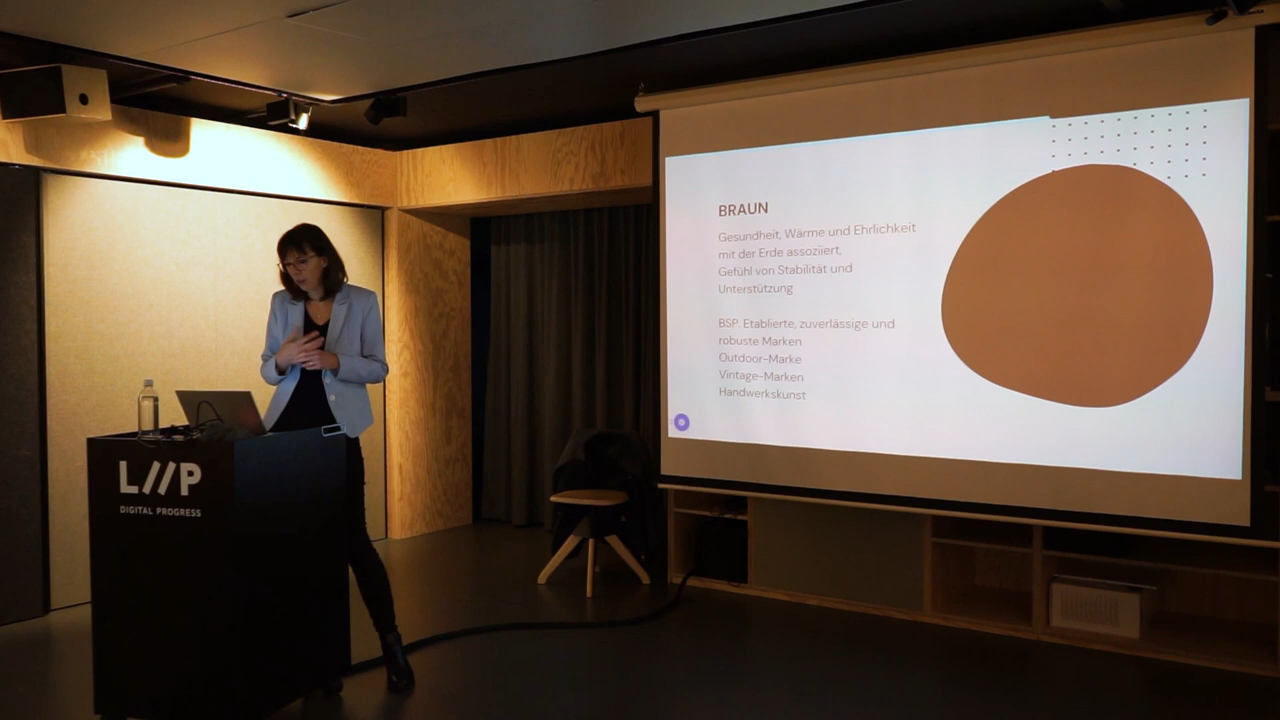 L//P
DIGITAL PROGRESS
BRAUN
Gesundheit, Wärme und Ehrlichkeit
mit der Erde assoziiert,
Gefühl von Stabilität und
Unterstützung
BSP. Etablierte, zuverlässige und
robuste Marken
Outdoor-Marke
Vintage-Marken
Handwerkskunst